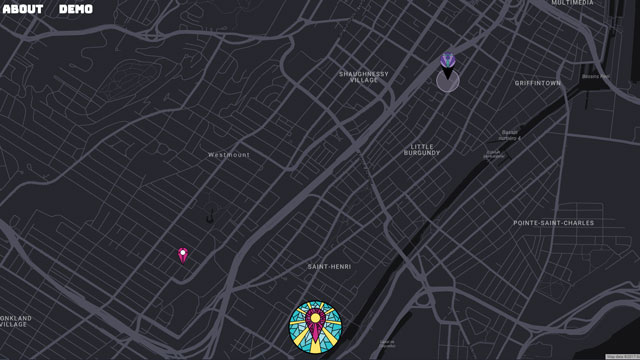 ABOUT DEMO
MULTIMEDIA
SHAUGHNESSY
VILLAGE
GRIFFINTOWN
LITTLE
BURGUNDY
Westmount
POINTE-SAINT-CHARLES
SAINT-HENRI
ONKLAND
VILLAGE